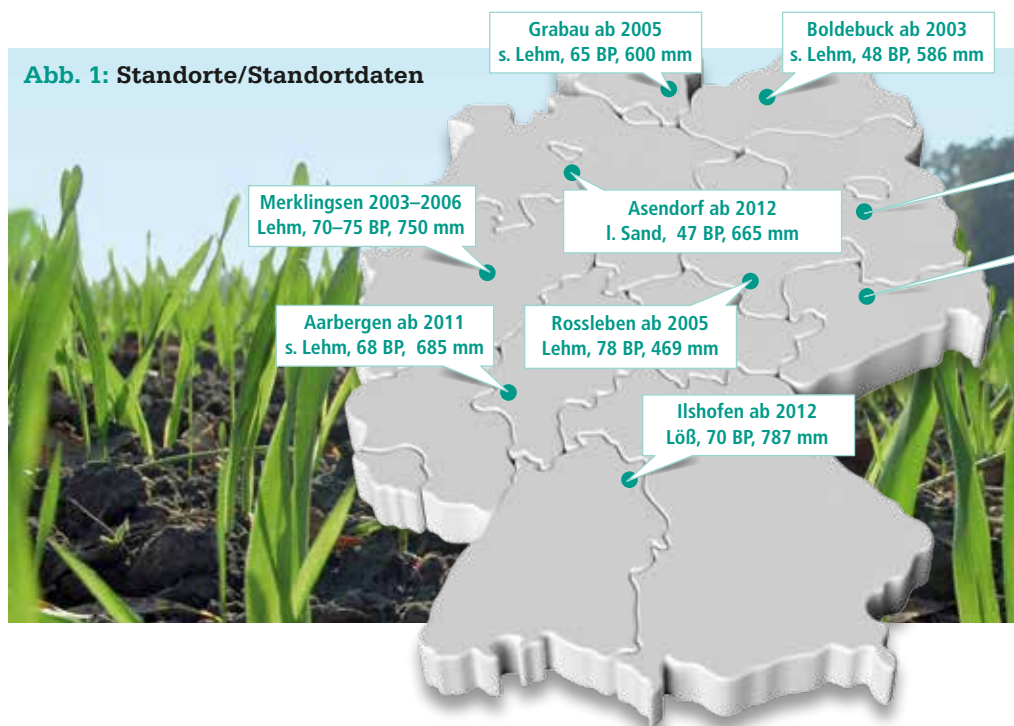 Abb. 1: Standorte/Standortdaten
Grabau ab 2005
s. Lehm, 65 BP, 600 mm
Boldebuck ab 2003
s. Lehm, 48 BP, 586 mm
Merklingsen 2003–2006
Lehm, 70–75 BP, 750 mm
Asendorf ab 2012
l. Sand, 47 BP, 665 mm
Aarbergen ab 2011
s. Lehm, 68 BP, 685 mm
Rossleben ab 2005
Lehm, 78 BP, 469 mm
Ilshofen ab 2012
Löß, 70 BP, 787 mm